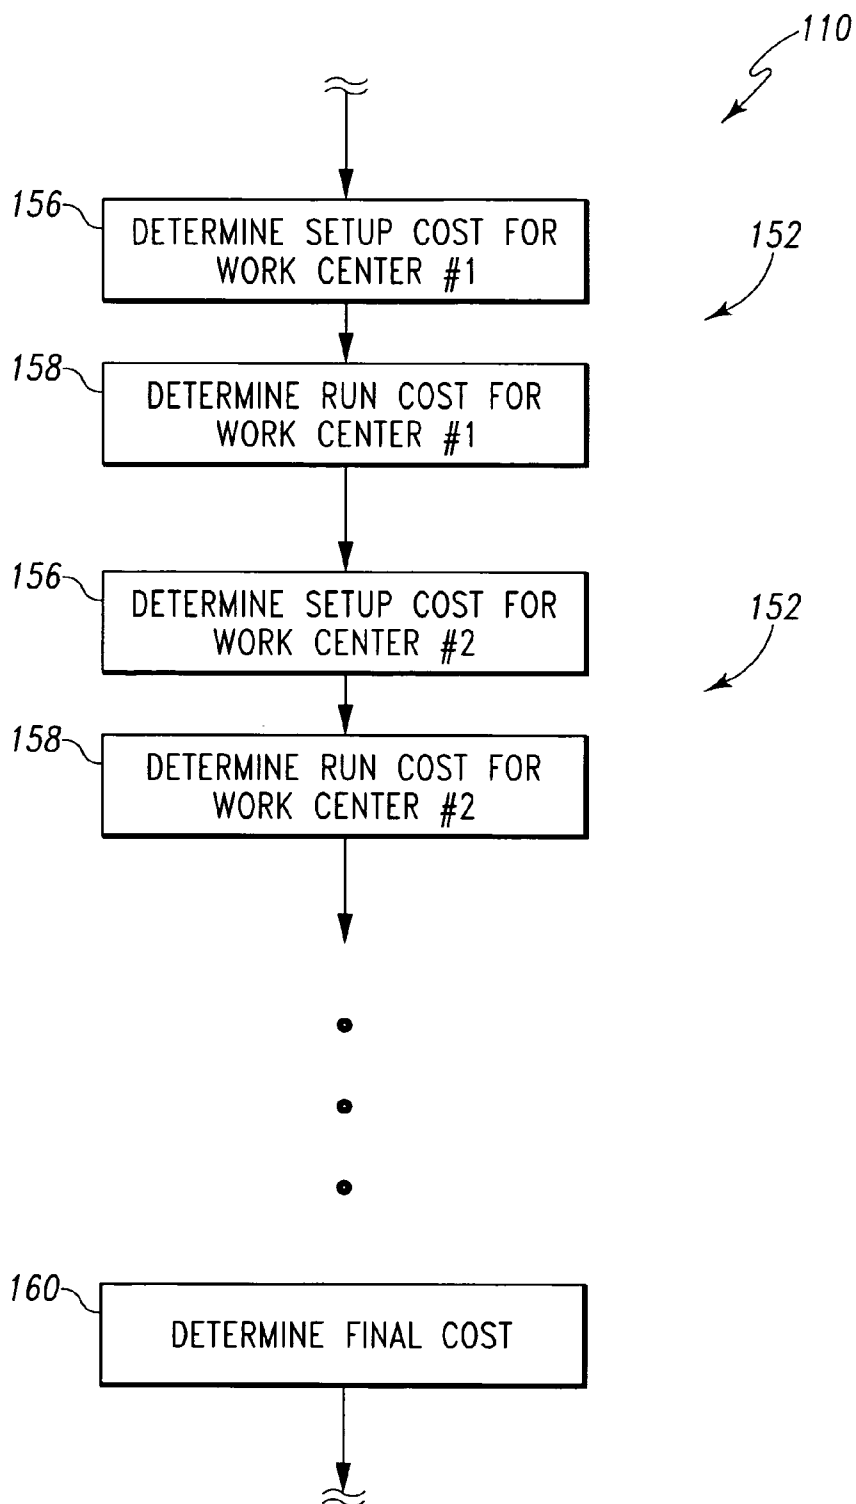 110
156
DETERMINE SETUP COST FOR
WORK CENTER #1
152
158
DETERMINE RUN COST FOR
WORK CENTER #1
156
DETERMINE SETUP COST FOR
WORK CENTER #2
152
158
DETERMINE RUN COST FOR
WORK CENTER #2
160
DETERMINE FINAL COST